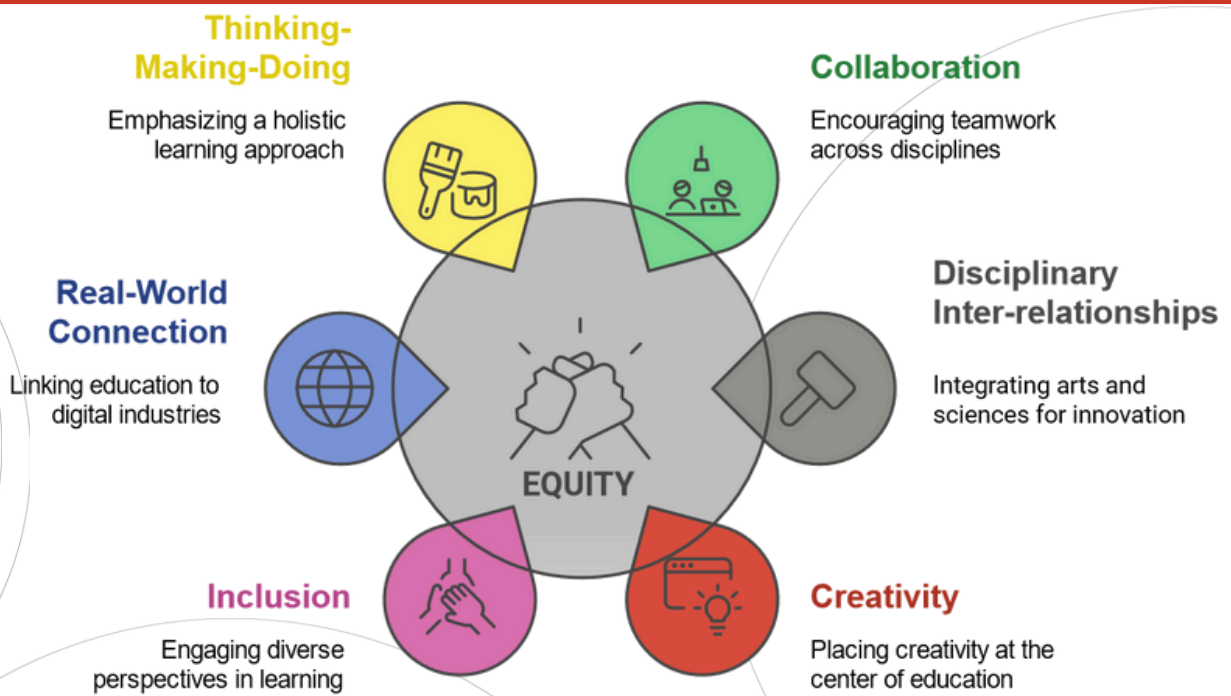 Thinking-
Making-Doing
Emphasizing a holistic
learning approach
Collaboration
Encouraging teamwork
across disciplines
Real-World
Connection
Linking education to
digital industries
Disciplinary
Inter-relationships
Integrating arts and
sciences for innovation
EQUITY
Inclusion
Engaging diverse
perspectives in learning
Creativity
Placing creativity at the
center of education